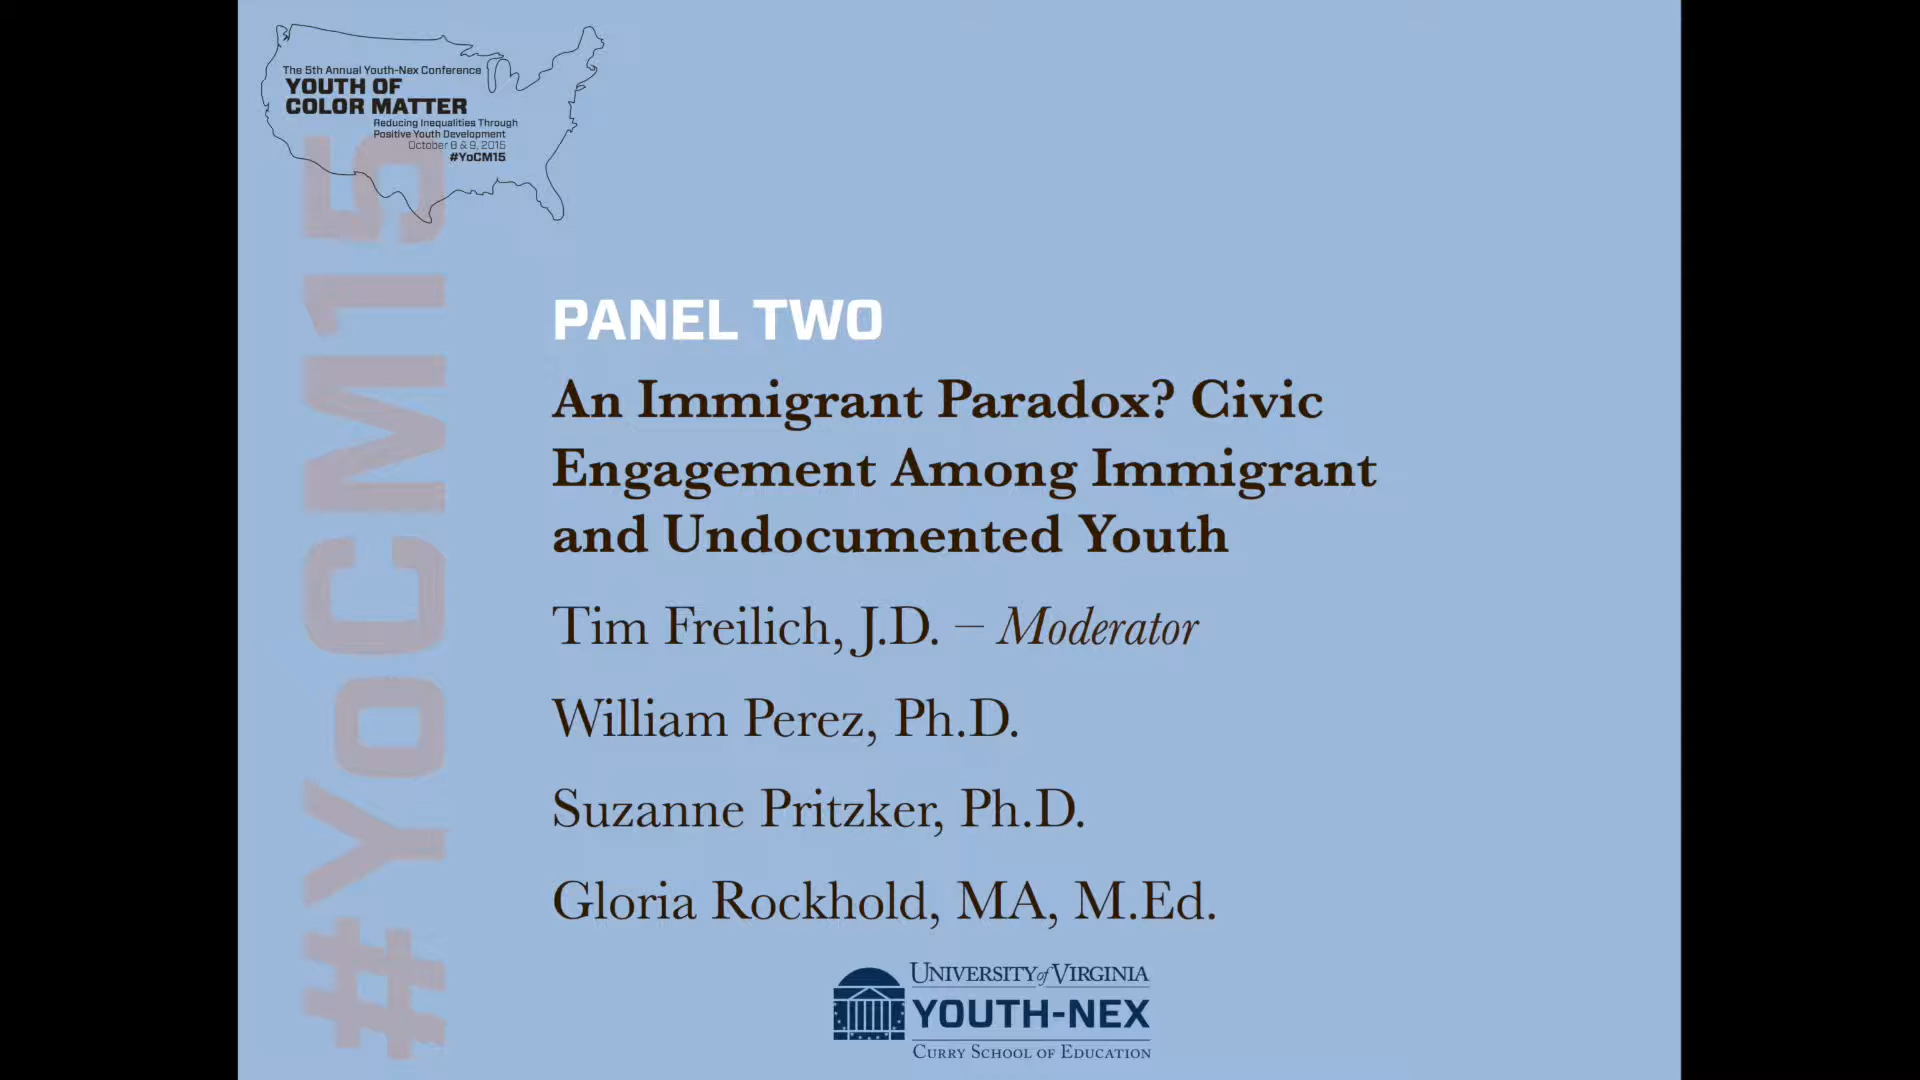 The 5th Annual Youth-Nex Conference
YOUTH OF
COLOR MATTER
Reducing Inequalities Through
Positive Youth Development
October 8 & 9, 2015
#YoCM15
#YoCM15
PANEL TWO
An Immigrant Paradox? Civic
Engagement Among Immigrant
and Undocumented Youth
Tim Freilich, J.D. – Moderator
William Perez, Ph.D.
Suzanne Pritzker, Ph.D.
Gloria Rockhold, MA, M.Ed.
UNIVERSITY of VIRGINIA
YOUTH-NEX
CURRY SCHOOL OF EDUCATION